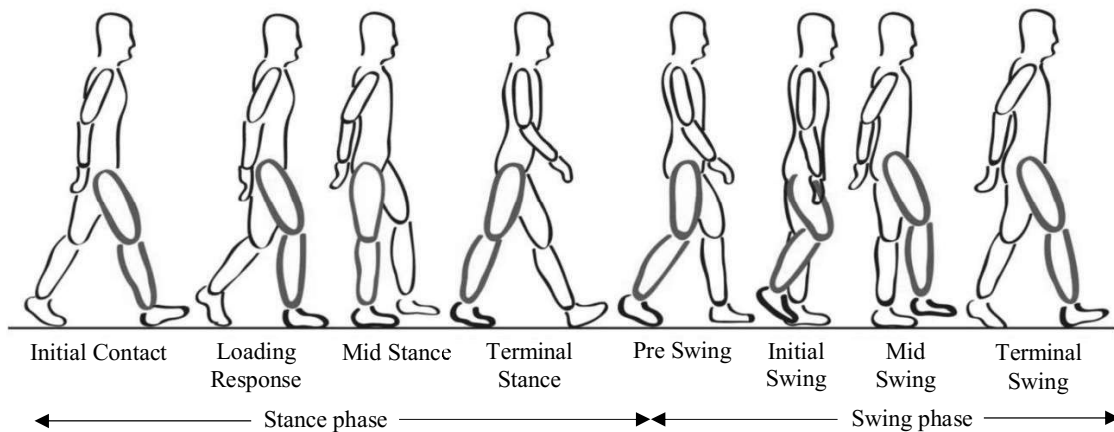 Initial Contact
Loading
Response
Mid Stance
Terminal
Stance
Pre Swing
Initial
Swing
Mid
Swing
Terminal
Swing
Stance phase
Swing phase